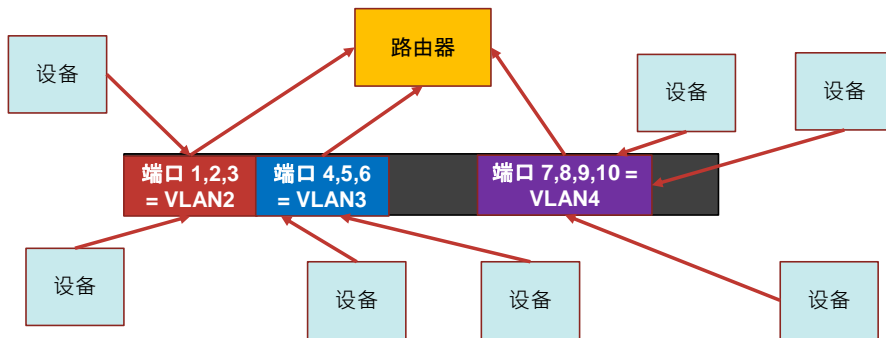 路由器
设备
设备
设备
端口 1,2,3
= VLAN2
端口 4,5,6
= VLAN3
端口 7,8,9,10 =
VLAN4
设备
设备
设备
设备